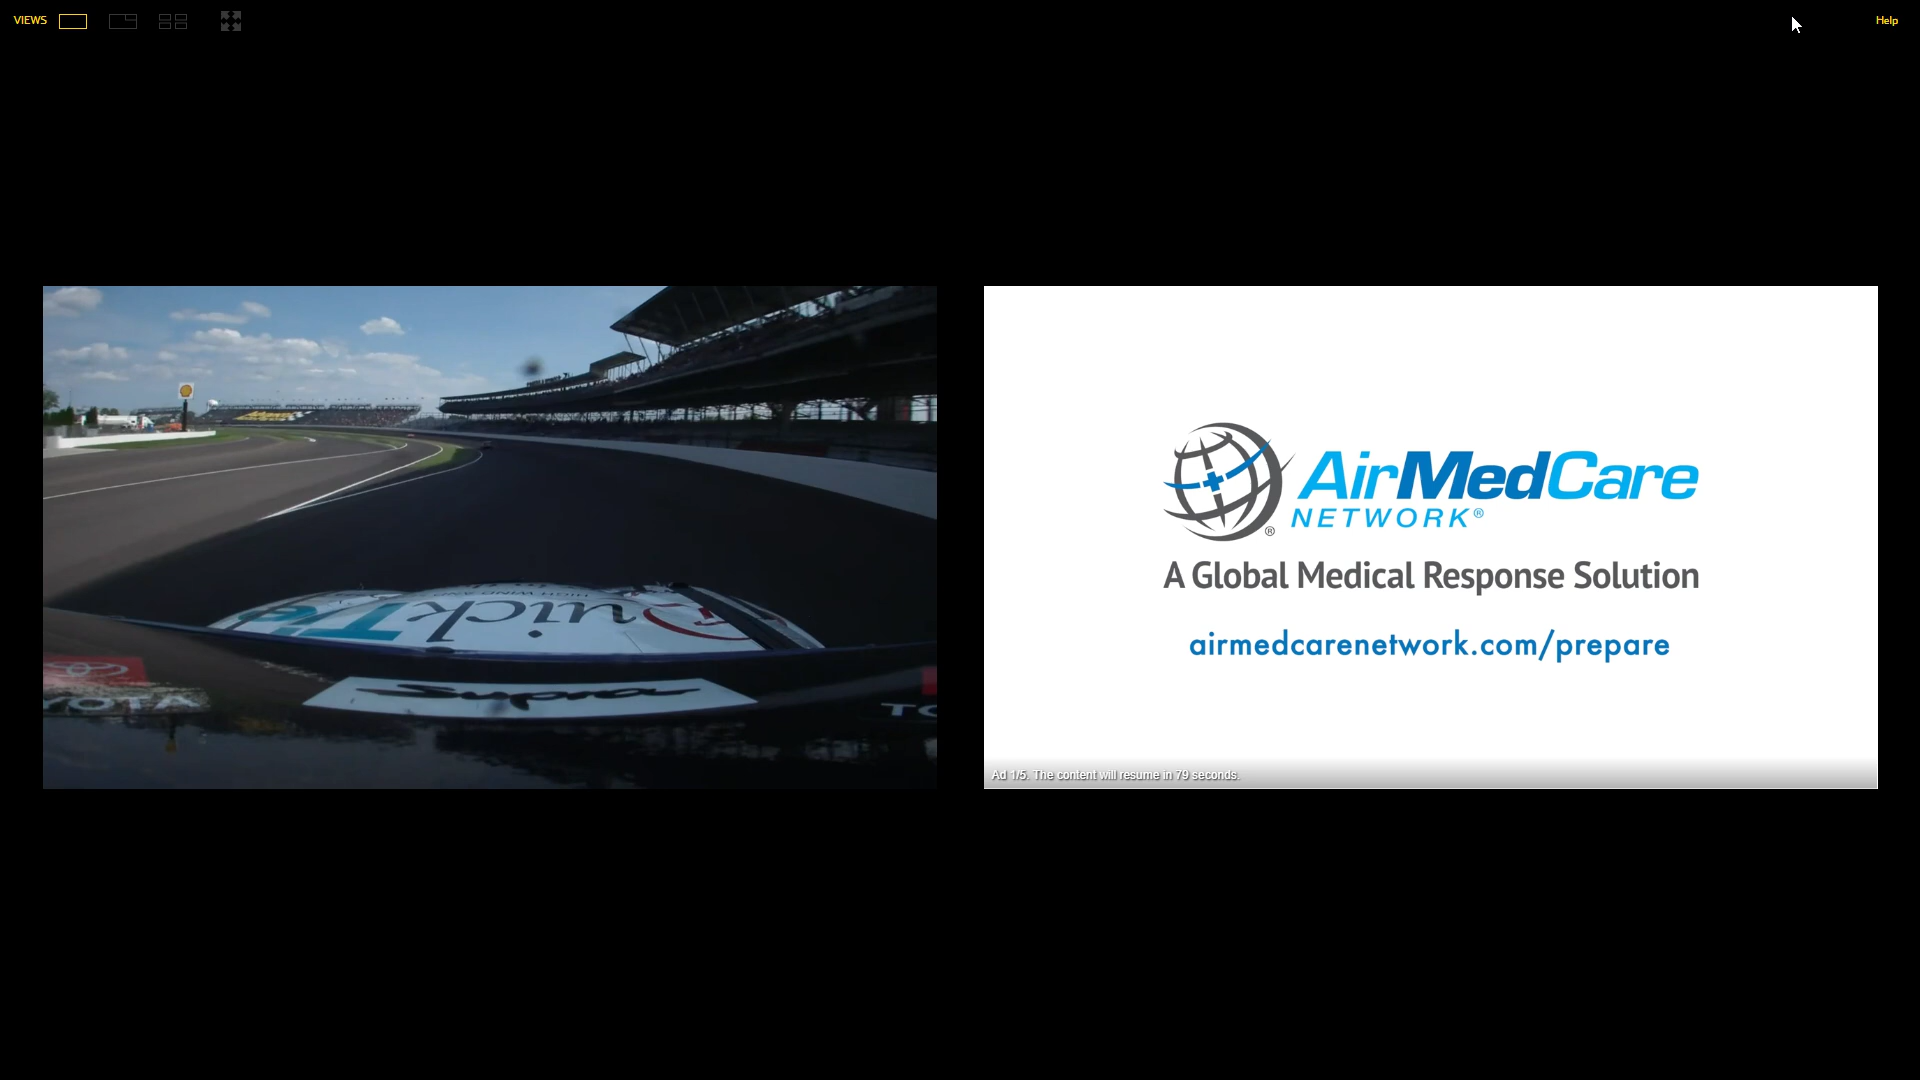 VIEWS
Help
QuickTie
Supra
TOYOTA
AirMedCare
NETWORK®
®
A Global Medical Response Solution
airmedcarenetwork.com/prepare
Ad 1/5. The content will resume in 79 seconds.